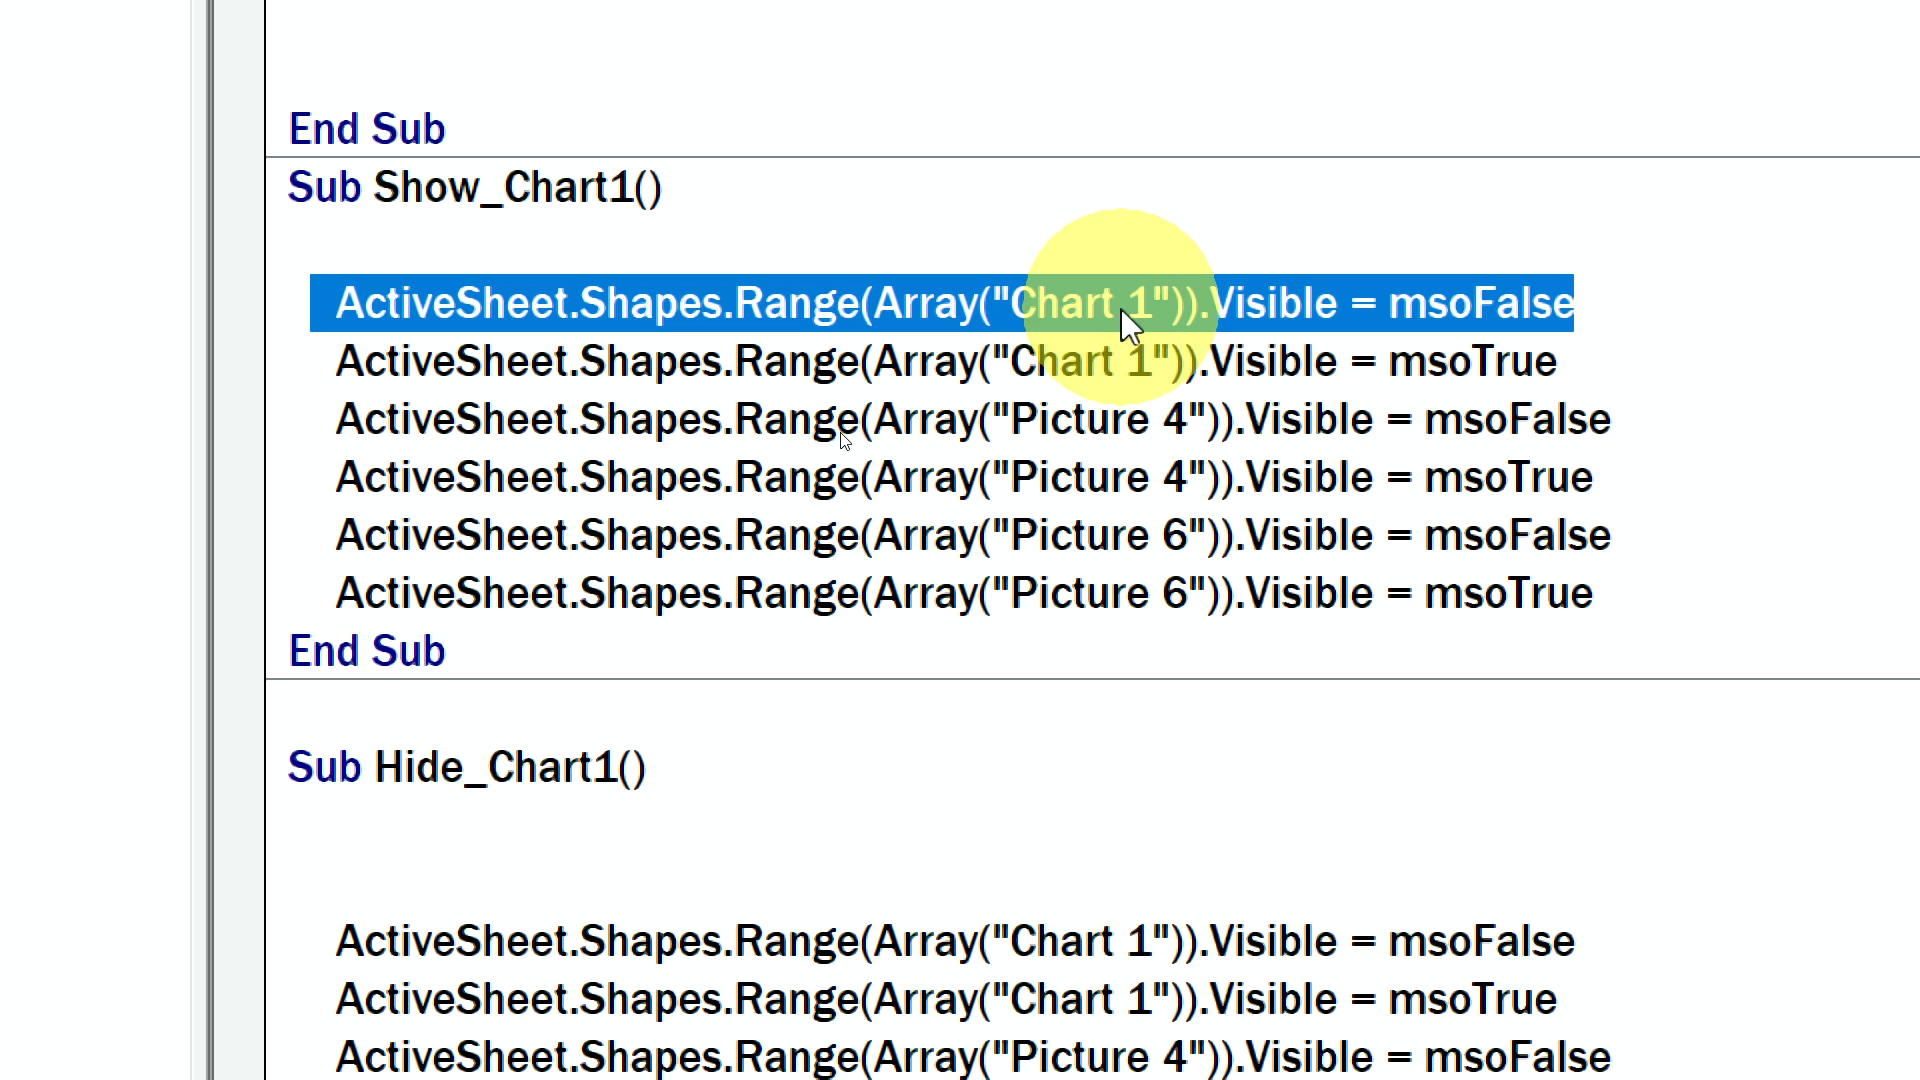 End Sub
Sub Show_Chart1()
ActiveSheet.Shapes.Range(Array("Chart 1")).Visible = msoFalse
ActiveSheet.Shapes.Range(Array("Chart 1")).Visible = msoTrue
ActiveSheet.Shapes.Range(Array("Picture 4")).Visible = msoFalse
ActiveSheet.Shapes.Range(Array("Picture 4")).Visible = msoTrue
ActiveSheet.Shapes.Range(Array("Picture 6")).Visible = msoFalse
ActiveSheet.Shapes.Range(Array("Picture 6")).Visible = msoTrue
End Sub
Sub Hide_Chart1()
ActiveSheet.Shapes.Range(Array("Chart 1")).Visible = msoFalse
ActiveSheet.Shapes.Range(Array("Chart 1")).Visible = msoTrue
ActiveSheet.Shapes.Range(Array("Picture 4")).Visible = msoFalse